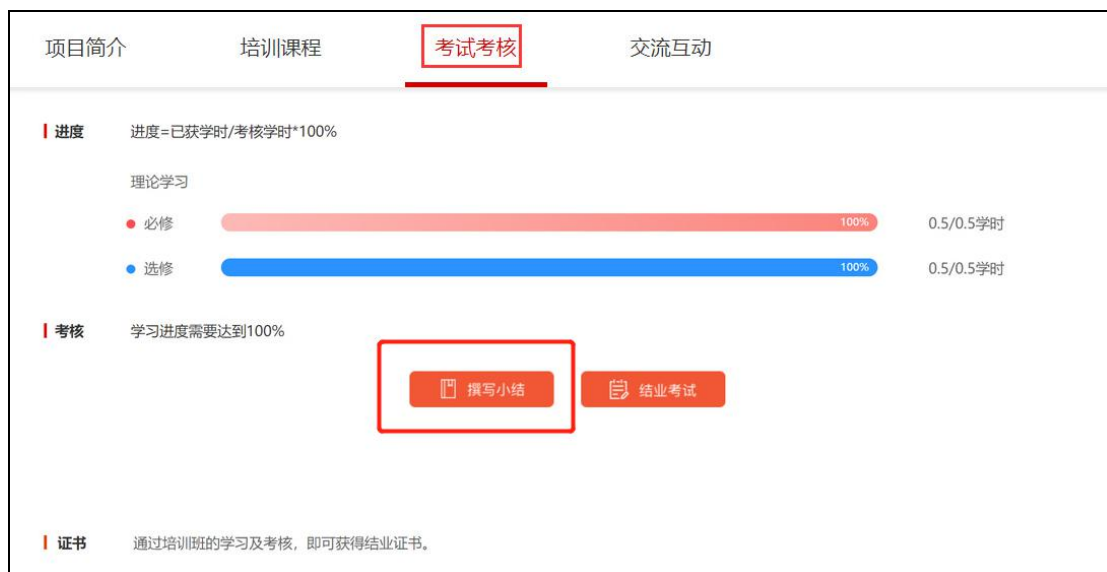 项目简介 培训课程 考试考核 交流互动
进度 进度=已获学时/考核学时*100%
理论学习
必修 100% 0.5/0.5学时
选修 100% 0.5/0.5学时
考核 学习进度需要达到100%
撰写小结 结业考试
证书 通过培训班的学习及考核，即可获得结业证书。